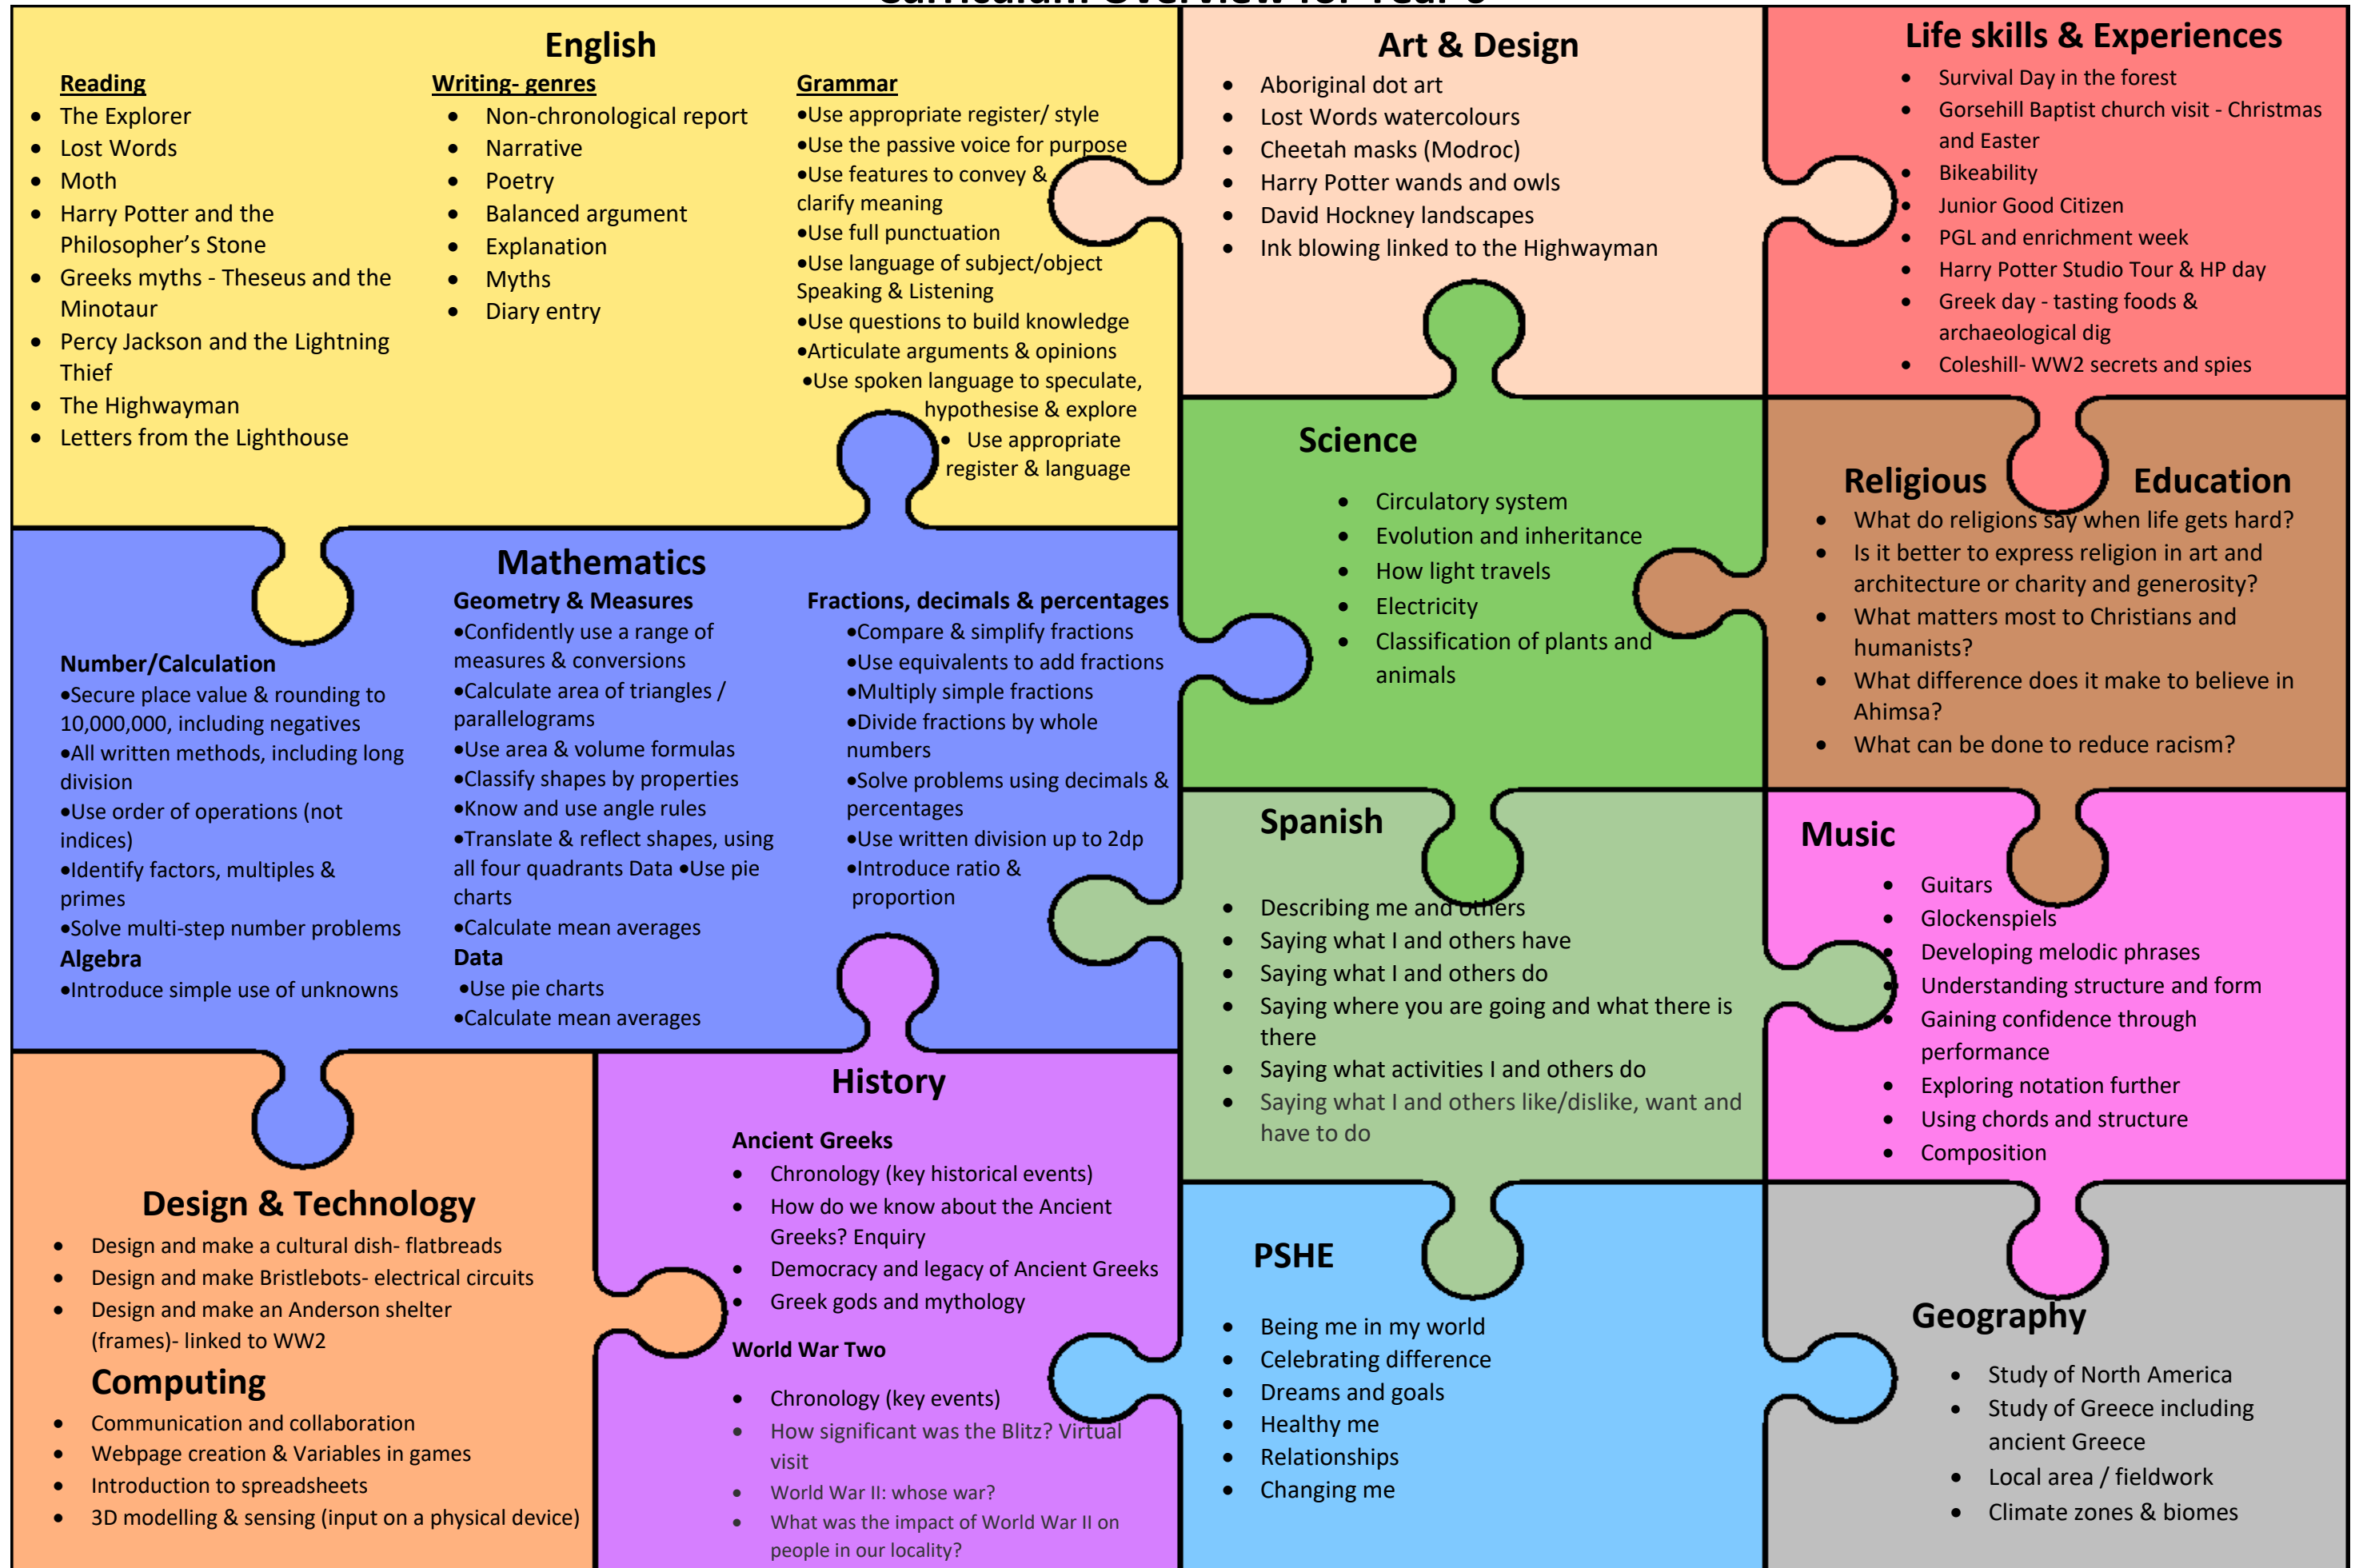 Curriculum Overview for Year 6
English
Reading
• The Explorer
• Lost Words
• Moth
• Harry Potter and the
Philosopher’s Stone
• Greeks myths - Theseus and the
Minotaur
• Percy Jackson and the Lightning
Thief
• The Highwayman
• Letters from the Lighthouse
Writing- genres
• Non-chronological report
• Narrative
• Poetry
• Balanced argument
• Explanation
• Myths
• Diary entry
Grammar
•Use appropriate register/ style
•Use the passive voice for purpose
•Use features to convey &
clarify meaning
•Use full punctuation
•Use language of subject/object
Speaking & Listening
•Use questions to build knowledge
•Articulate arguments & opinions
•Use spoken language to speculate,
hypothesise & explore
• Use appropriate
register & language
Art & Design
• Aboriginal dot art
• Lost Words watercolours
• Cheetah masks (Modroc)
• Harry Potter wands and owls
• David Hockney landscapes
• Ink blowing linked to the Highwayman
Life skills & Experiences
• Survival Day in the forest
• Gorsehill Baptist church visit - Christmas
and Easter
• Bikeability
• Junior Good Citizen
• PGL and enrichment week
• Harry Potter Studio Tour & HP day
• Greek day - tasting foods &
archaeological dig
• Coleshill- WW2 secrets and spies
Mathematics
Number/Calculation
•Secure place value & rounding to
10,000,000, including negatives
•All written methods, including long
division
•Use order of operations (not
indices)
•Identify factors, multiples &
primes
•Solve multi-step number problems
Algebra
•Introduce simple use of unknowns
Geometry & Measures
•Confidently use a range of
measures & conversions
•Calculate area of triangles /
parallelograms
•Use area & volume formulas
•Classify shapes by properties
•Know and use angle rules
•Translate & reflect shapes, using
all four quadrants Data •Use pie
charts
•Calculate mean averages
Data
•Use pie charts
•Calculate mean averages
Fractions, decimals & percentages
•Compare & simplify fractions
•Use equivalents to add fractions
•Multiply simple fractions
•Divide fractions by whole
numbers
•Solve problems using decimals &
percentages
•Use written division up to 2dp
•Introduce ratio &
proportion
Science
• Circulatory system
• Evolution and inheritance
• How light travels
• Electricity
• Classification of plants and
animals
Religious Education
• What do religions say when life gets hard?
• Is it better to express religion in art and
architecture or charity and generosity?
• What matters most to Christians and
humanists?
• What difference does it make to believe in
Ahimsa?
• What can be done to reduce racism?
Spanish
• Describing me and others
• Saying what I and others have
• Saying what I and others do
• Saying where you are going and what there is
there
• Saying what activities I and others do
• Saying what I and others like/dislike, want and
have to do
Music
• Guitars
• Glockenspiels
• Developing melodic phrases
• Understanding structure and form
• Gaining confidence through
performance
• Exploring notation further
• Using chords and structure
• Composition
Design & Technology
• Design and make a cultural dish- flatbreads
• Design and make Bristlebots- electrical circuits
• Design and make an Anderson shelter
(frames)- linked to WW2
Computing
• Communication and collaboration
• Webpage creation & Variables in games
• Introduction to spreadsheets
• 3D modelling & sensing (input on a physical device)
History
Ancient Greeks
• Chronology (key historical events)
• How do we know about the Ancient
Greeks? Enquiry
• Democracy and legacy of Ancient Greeks
• Greek gods and mythology
World War Two
• Chronology (key events)
• How significant was the Blitz? Virtual
visit
• World War II: whose war?
• What was the impact of World War II on
people in our locality?
PSHE
• Being me in my world
• Celebrating difference
• Dreams and goals
• Healthy me
• Relationships
• Changing me
Geography
• Study of North America
• Study of Greece including
ancient Greece
• Local area / fieldwork
• Climate zones & biomes